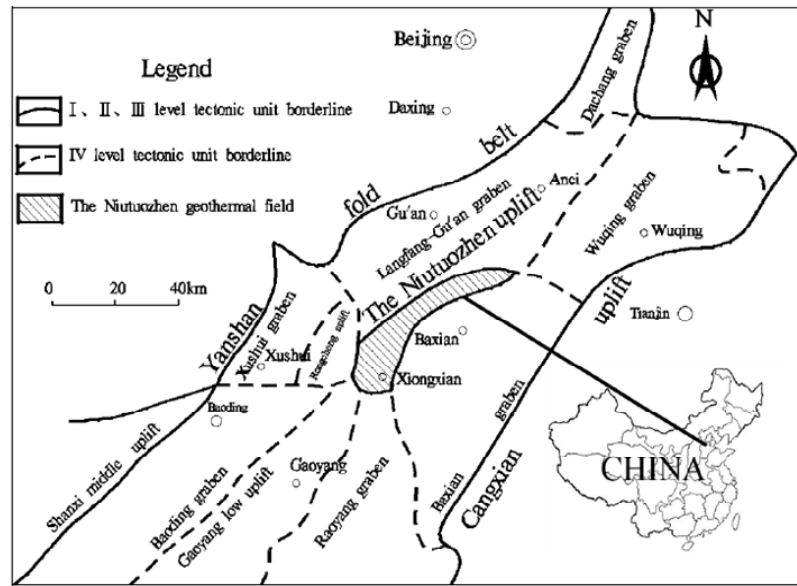 N
Beijing
Legend
I、II、III level tectonic unit borderline
IV level tectonic unit borderline
The Niutuozhen geothermal field
0 20 40km
Dachang graben
Daxing
belt
fold
Anci
Gu'an
Langfang-Gu'an graben
The Niutuozhen uplift
Wuqing graben
Wuqing
uplift
Tianjin
Yanshan
Xushui graben
Xushui
Rongcheng uplift
Baxian
Xiongxian
Baoding
Shanxi middle uplift
Baoding graben
Gaoyang low uplift
Gaoyang
Raoyang graben
Baxian graben
Cangxian
CHINA